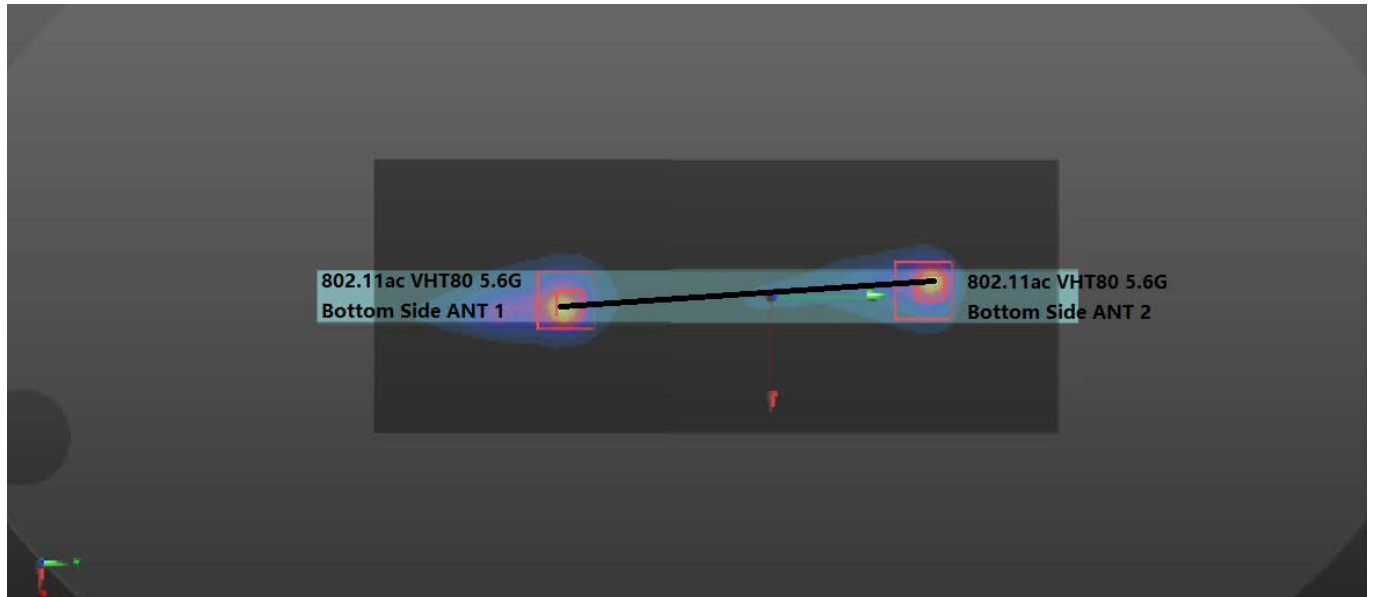 802.11ac VHT80 5.6G
Bottom Side ANT 1
802.11ac VHT80 5.6G
Bottom Side ANT 2